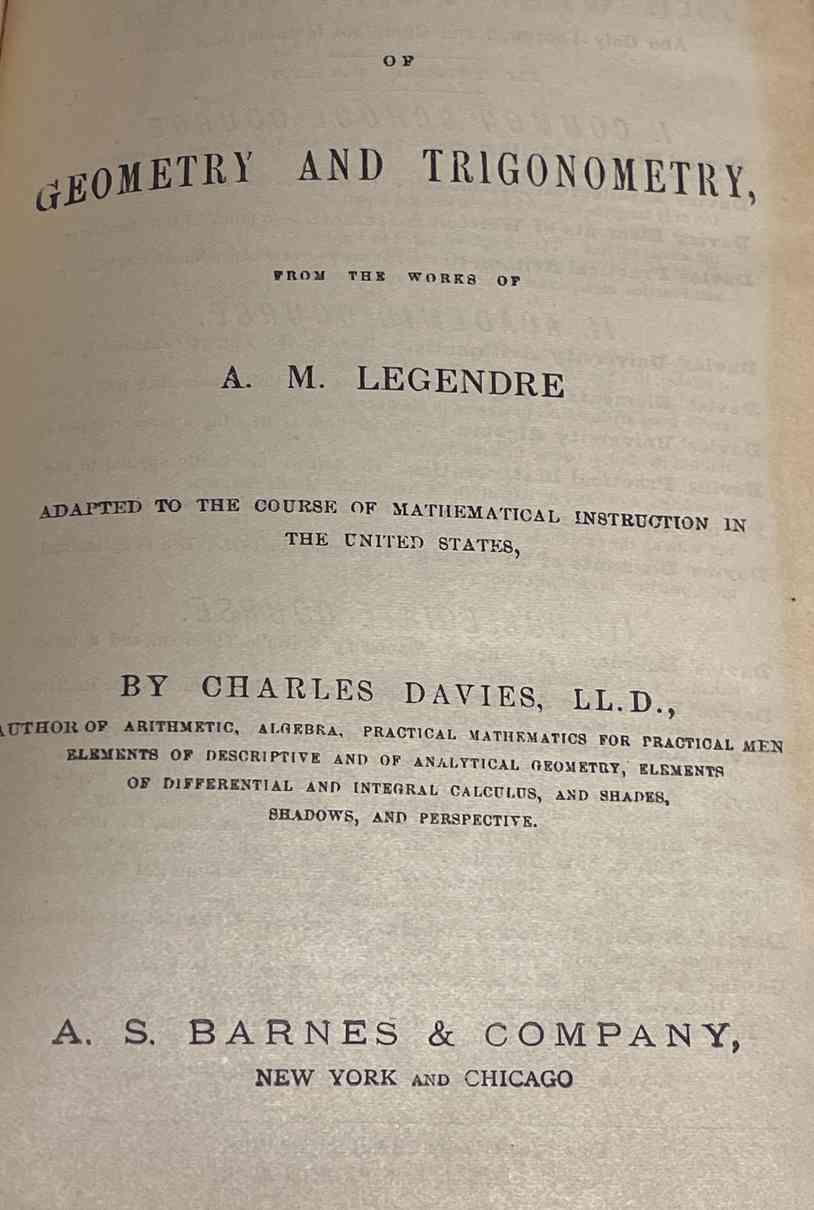 OF
GEOMETRY AND TRIGONOMETRY,
FROM THE WORKS OF
A. M. LEGENDRE
ADAPTED TO THE COURSE OF MATHEMATICAL INSTRUCTION IN
THE UNITED STATES,
BY CHARLES DAVIES, LL.D.,
AUTHOR OF ARITHMETIC, ALGEBRA, PRACTICAL MATHEMATICS FOR PRACTICAL MEN
ELEMENTS OF DESCRIPTIVE AND OF ANALYTICAL GEOMETRY, ELEMENTS
OF DIFFERENTIAL AND INTEGRAL CALCULUS, AND SHADES,
SHADOWS, AND PERSPECTIVE.
A. S. BARNES & COMPANY,
NEW YORK AND CHICAGO